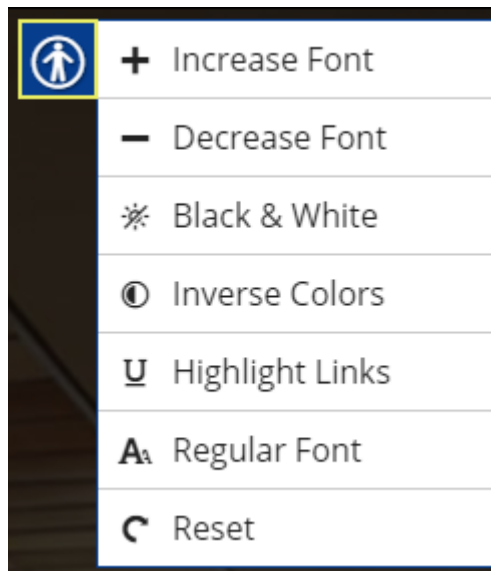 Increase Font
Decrease Font
Black & White
Inverse Colors
Highlight Links
Regular Font
Reset